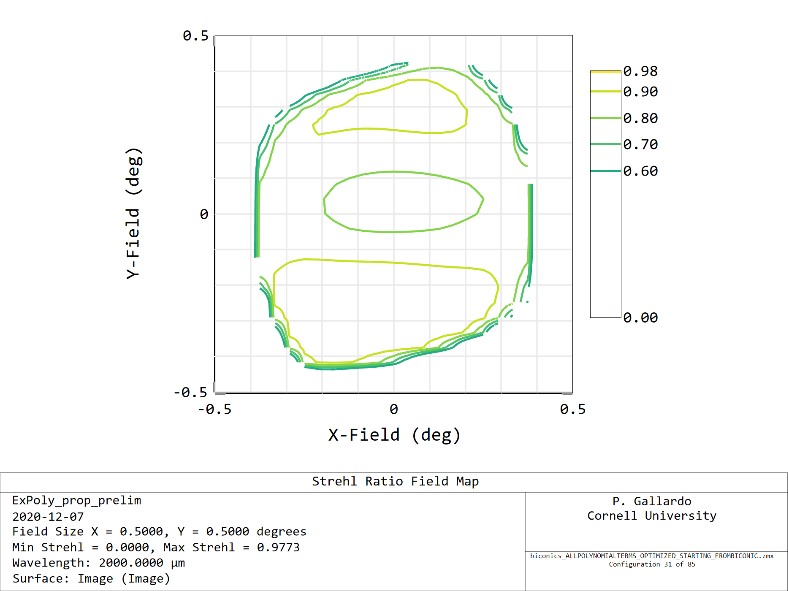 0.5
0
-0.5
Y-Field (deg)
-0.5
0
0.5
X-Field (deg)
0.98
0.90
0.80
0.70
0.60
0.00
Strehl Ratio Field Map
ExPoly_prop_prelim
2020-12-07
Field Size X = 0.5000, Y = 0.5000 degrees
Min Strehl = 0.0000, Max Strehl = 0.9773
Wavelength: 2000.0000 µm
Surface: Image (Image)
P. Gallardo
Cornell University
biconics_ALLPOLYNOMIALTERMS_OPTIMIZED_STARTING_FROMBICONIC.zmx
Configuration 31 of 85